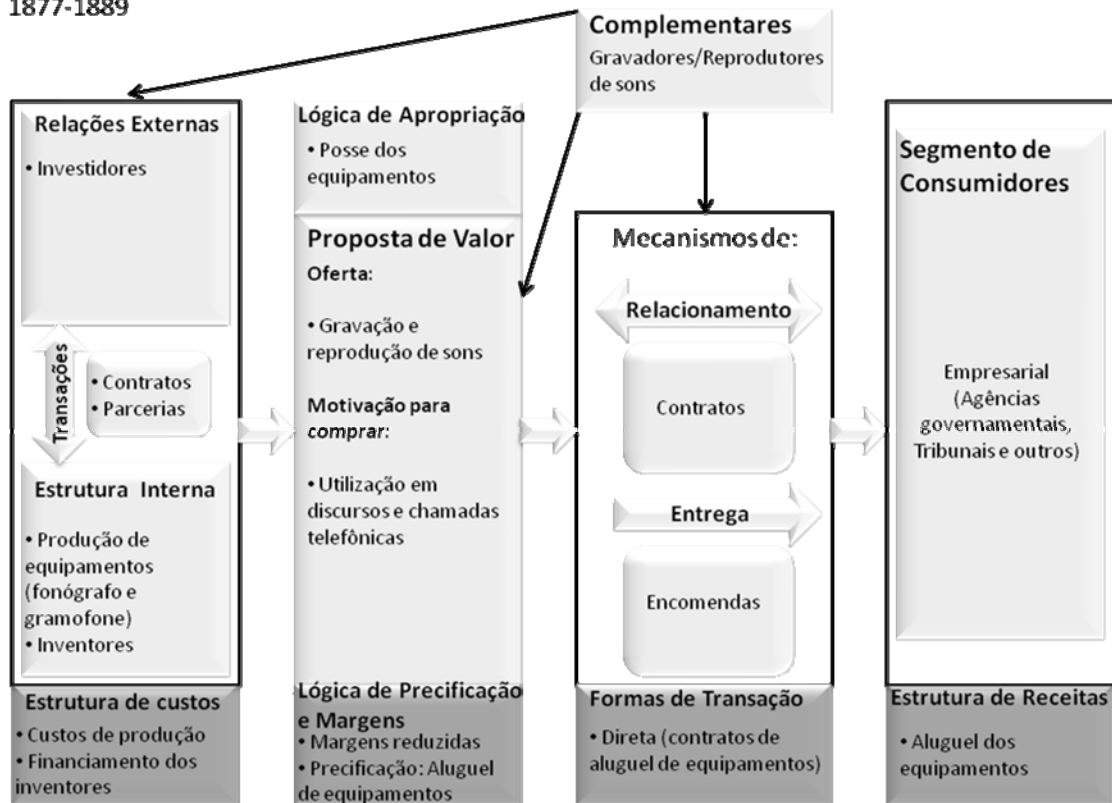 1877-1889
Complementares
Gravadores/Reprodutores
de sons
Relações Externas
• Investidores
Transações
• Contratos
• Parcerias
Estrutura Interna
• Produção de
equipamentos
(fonógrafo e
gramofone)
• Inventores
Estrutura de custos
• Custos de produção
• Financiamento dos
inventores
Lógica de Apropriação
• Posse dos
equipamentos
Proposta de Valor
Oferta:
• Gravação e
reprodução de sons
Motivação para
comprar:
• Utilização em
discursos e chamadas
telefônicas
Lógica de Precificação
e Margens
• Margens reduzidas
• Precificação: Aluguel
de equipamentos
Mecanismos de:
Relacionamento
Contratos
Entrega
Encomendas
Formas de Transação
• Direta (contratos de
aluguel de equipamentos)
Segmento de
Consumidores
Empresarial
(Agências
governamentais,
Tribunais e outros)
Estrutura de Receitas
• Aluguel dos
equipamentos